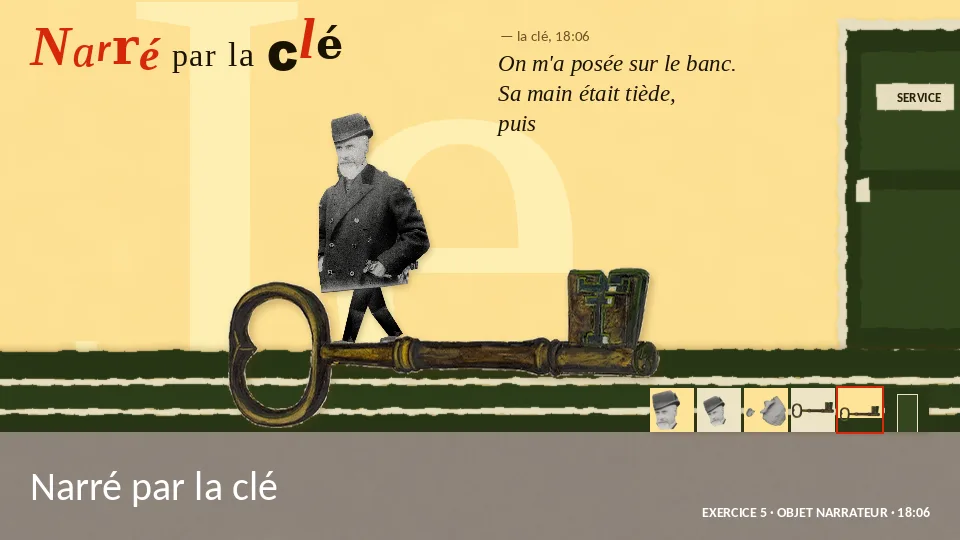 Narré par la clé
— la clé, 18:06
On m'a posée sur le banc.
Sa main était tiède,
puis
le
SERVICE
Narré par la clé
EXERCICE 5 · OBJET NARRATEUR · 18:06